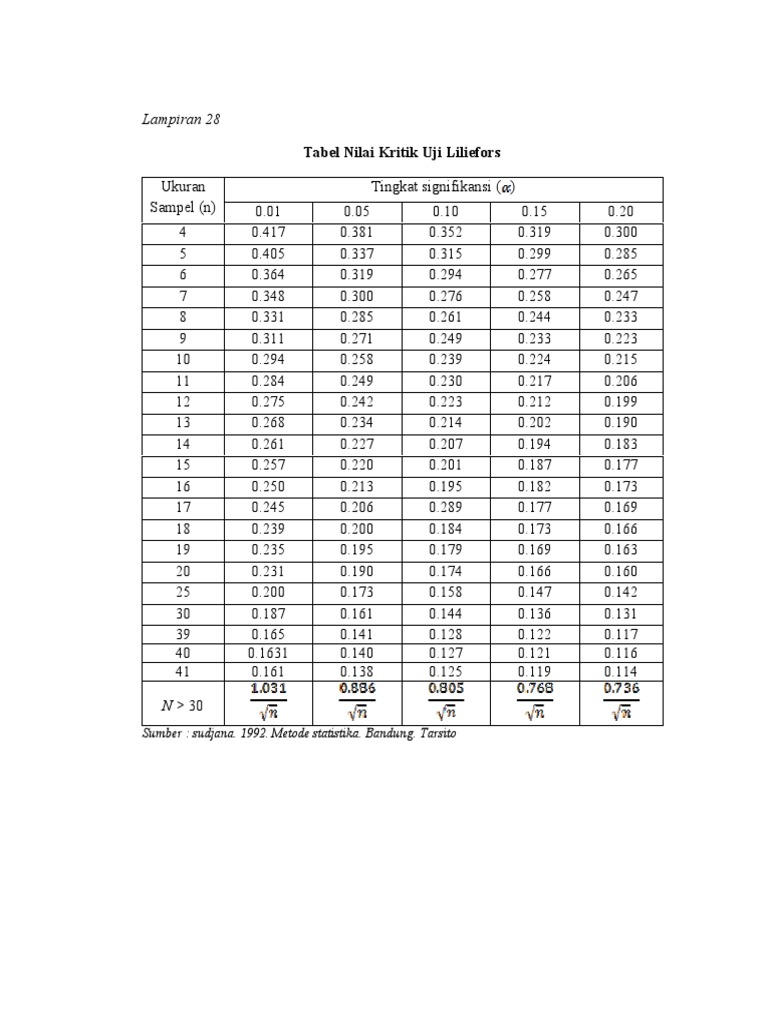 Lampiran 28
Tabel Nilai Kritik Uji Liliefors
Ukuran Sampel (n) Tingkat signifikansi (α)
0.01 0.05 0.10 0.15 0.20
4 0.417 0.381 0.352 0.319 0.300
5 0.405 0.337 0.315 0.299 0.285
6 0.364 0.319 0.294 0.277 0.265
7 0.348 0.300 0.276 0.258 0.247
8 0.331 0.285 0.261 0.244 0.233
9 0.311 0.271 0.249 0.233 0.223
10 0.294 0.258 0.239 0.224 0.215
11 0.284 0.249 0.230 0.217 0.206
12 0.275 0.242 0.223 0.212 0.199
13 0.268 0.234 0.214 0.202 0.190
14 0.261 0.227 0.207 0.194 0.183
15 0.257 0.220 0.201 0.187 0.177
16 0.250 0.213 0.195 0.182 0.173
17 0.245 0.206 0.289 0.177 0.169
18 0.239 0.200 0.184 0.173 0.166
19 0.235 0.195 0.179 0.169 0.163
20 0.231 0.190 0.174 0.166 0.160
25 0.200 0.173 0.158 0.147 0.142
30 0.187 0.161 0.144 0.136 0.131
39 0.165 0.141 0.128 0.122 0.117
40 0.1631 0.140 0.127 0.121 0.116
41 0.161 0.138 0.125 0.119 0.114
N > 30 1.031/√n 0.886/√n 0.805/√n 0.768/√n 0.736/√n
Sumber : sudjana. 1992. Metode statistika. Bandung. Tarsito